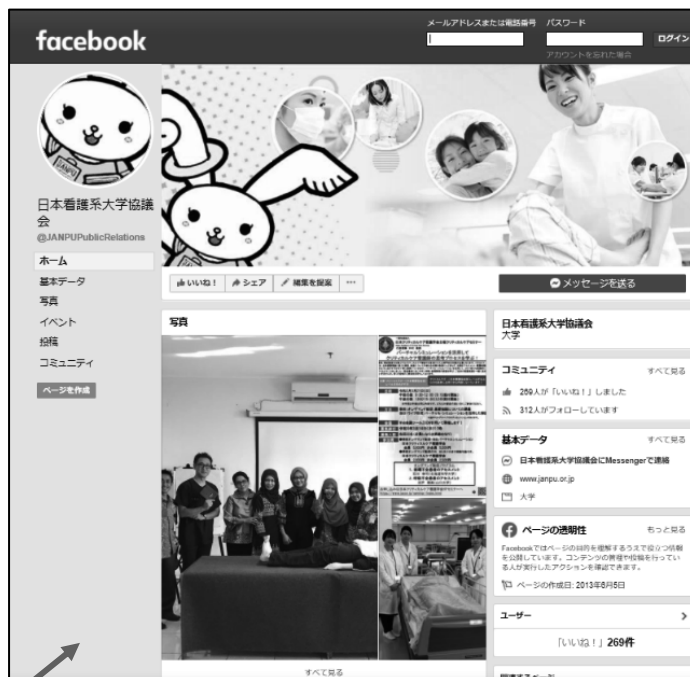 メールアドレスまたは電話番号 パスワード
facebook
ログイン
アカウントを忘れた場合
JANPU
日本看護系大学協議
会
@JANPUPublicRelations
ホーム
基本データ
写真
イベント
投稿
コミュニティ
ページを作成
いいね！ シェア 編集を提案 ...
メッセージを送る
写真
すべて見る
日本看護系大学協議会
大学
コミュニティ すべて見る
269人が「いいね！」しました
312人がフォローしています
基本データ すべて見る
日本看護系大学協議会にMessengerで連絡
www.janpu.or.jp
大学
ページの透明性 もっと見る
Facebookではページの目的を理解するうえで役立つ情報
を公開しています。コンテンツの管理や投稿を行ってい
る人が実行したアクションを確認できます。
ページの作成日: 2013年6月5日
ユーザー
「いいね！」269件
関連するページ